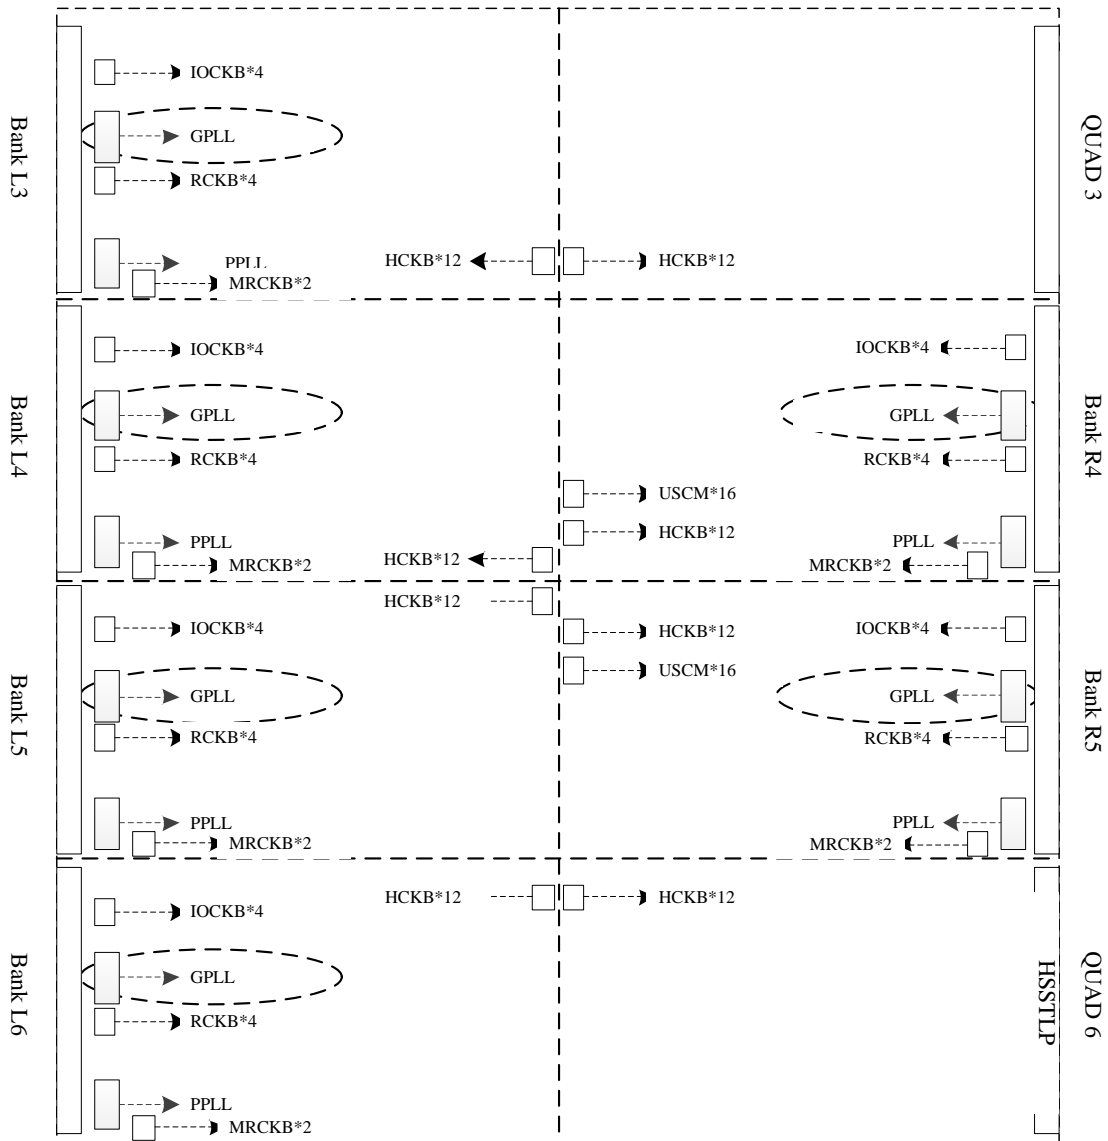 Bank L3
IOCKB*4
GPLL
RCKB*4
PPLL
MRCKB*2
HCKB*12
HCKB*12
QUAD 3
Bank L4
IOCKB*4
GPLL
RCKB*4
PPLL
MRCKB*2
HCKB*12
USCM*16
HCKB*12
IOCKB*4
GPLL
RCKB*4
PPLL
MRCKB*2
Bank R4
Bank L5
IOCKB*4
GPLL
RCKB*4
PPLL
MRCKB*2
HCKB*12
HCKB*12
USCM*16
IOCKB*4
GPLL
RCKB*4
PPLL
MRCKB*2
Bank R5
Bank L6
IOCKB*4
GPLL
RCKB*4
PPLL
MRCKB*2
HCKB*12
HCKB*12
HSSTLP
QUAD 6